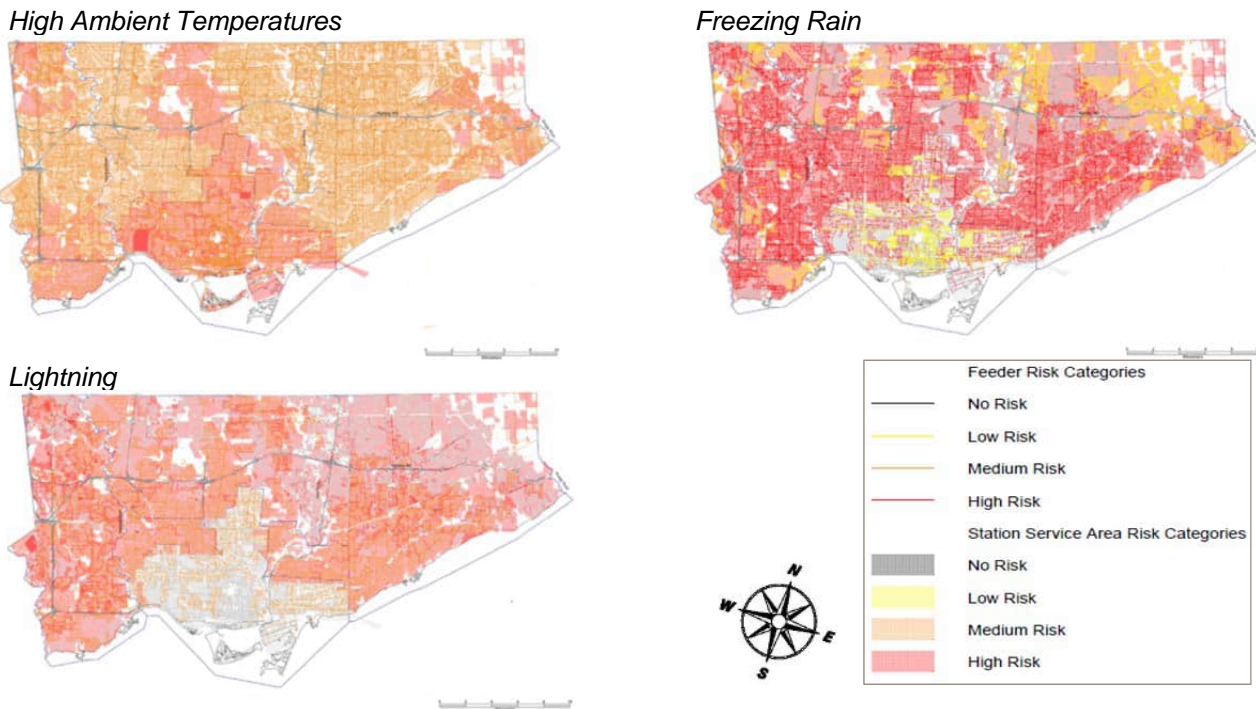 High Ambient Temperatures
Freezing Rain
Lightning
Feeder Risk Categories
No Risk
Low Risk
Medium Risk
High Risk
Station Service Area Risk Categories
No Risk
Low Risk
Medium Risk
High Risk
N
W
E
S